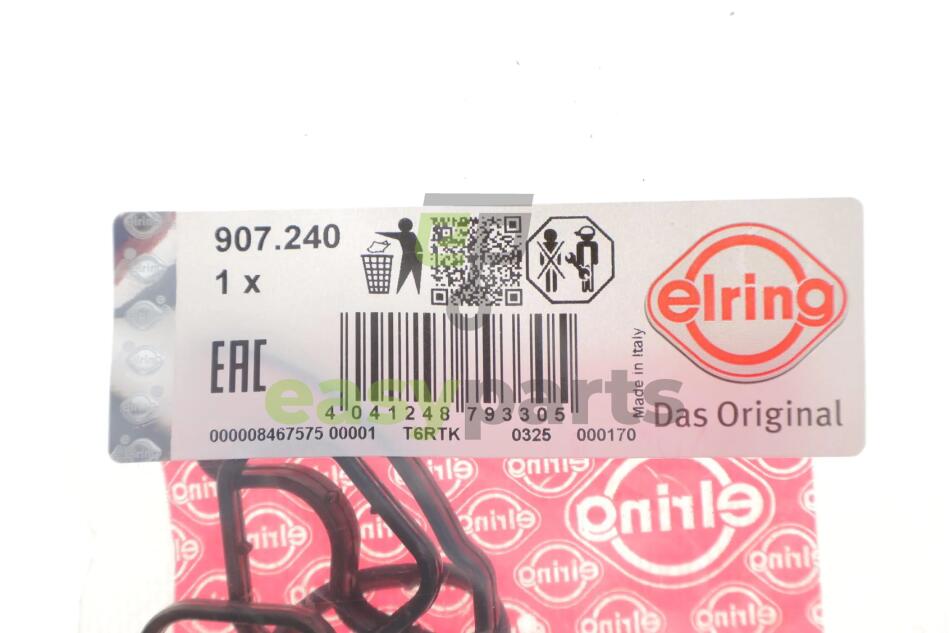 907.240
1 x
elring
EAC
Made in Italy
easyparts
4 041248 793305
Das Original
000008467575 00001 T6RTK 0325 000170
elring